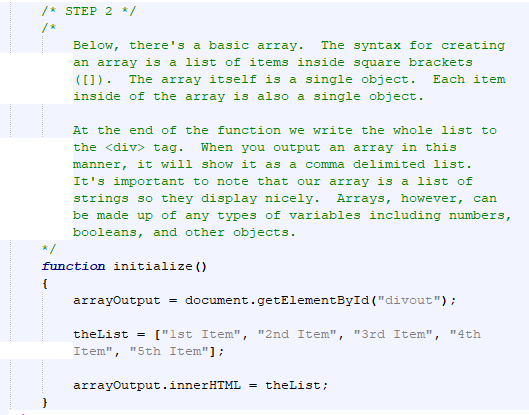 /* STEP 2 */
/*
Below, there's a basic array.  The syntax for creating
an array is a list of items inside square brackets
([]).  The array itself is a single object.  Each item
inside of the array is also a single object.

At the end of the function we write the whole list to
the <div> tag.  When you output an array in this
manner, it will show it as a comma delimited list.
It's important to note that our array is a list of
strings so they display nicely.  Arrays, however, can
be made up of any types of variables including numbers,
booleans, and other objects.
*/
function initialize()
{
arrayOutput = document.getElementById("divout");

theList = ["1st Item", "2nd Item", "3rd Item", "4th
Item", "5th Item"];

arrayOutput.innerHTML = theList;
}